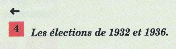 ←
4 Les élections de 1932 et 1936.